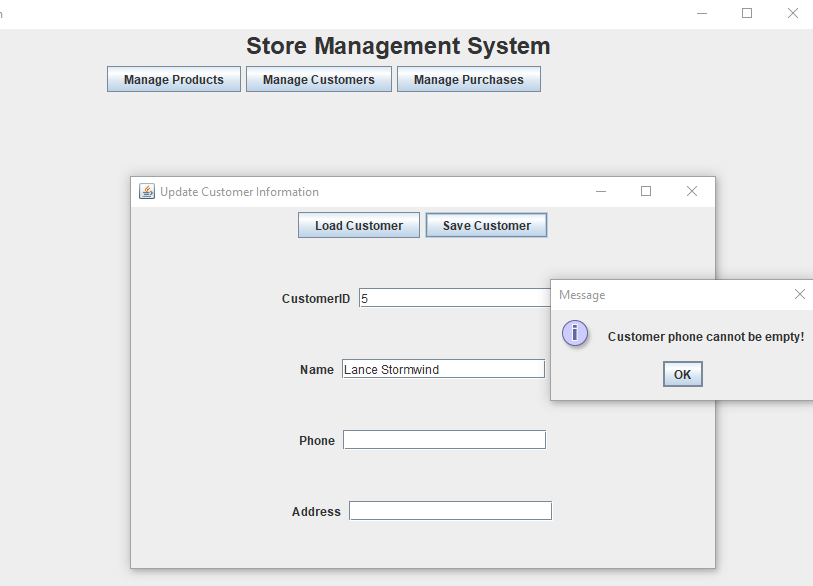 Store Management System
Manage Products Manage Customers Manage Purchases
Update Customer Information
Load Customer Save Customer
CustomerID 5
Message
Customer phone cannot be empty!
OK
Name Lance Stormwind
Phone
Address